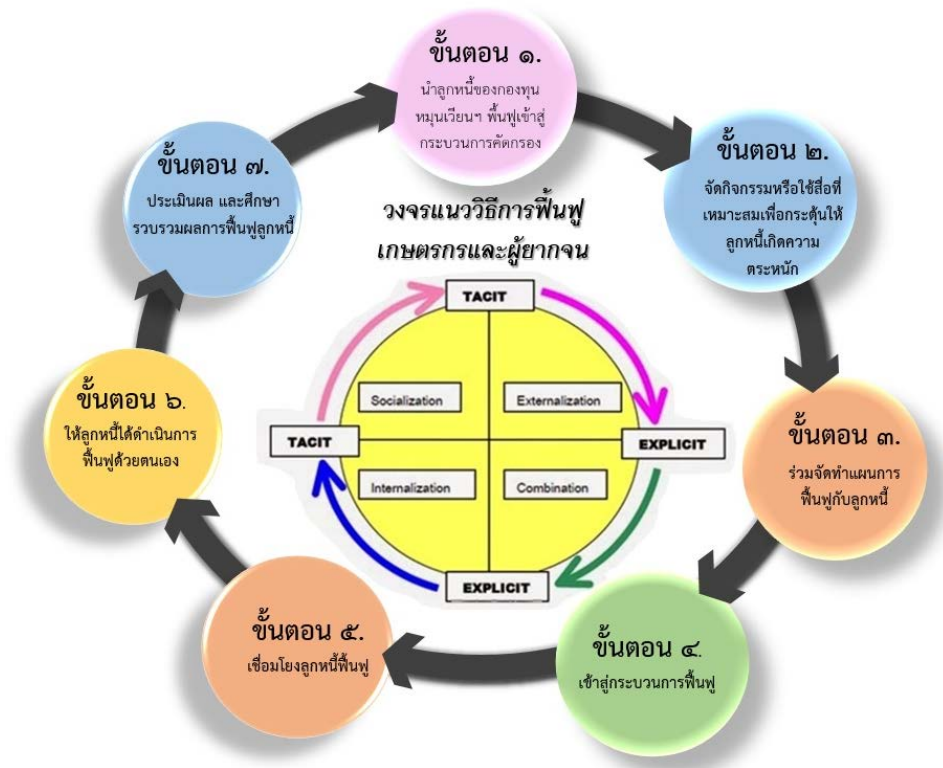 ขั้นตอน ๑.
นำลูกหนี้ของกองทุน
หมุนเวียนฯ ฟื้นฟูเข้าสู่
กระบวนการคัดกรอง
ขั้นตอน ๒.
จัดกิจกรรมหรือใช้สื่อที่
เหมาะสมเพื่อกระตุ้นให้
ลูกหนี้เกิดความ
ตระหนัก
ขั้นตอน ๓.
ร่วมจัดทำแผนการ
ฟื้นฟูกับลูกหนี้
ขั้นตอน ๔.
เข้าสู่กระบวนการฟื้นฟู
ขั้นตอน ๕.
เชื่อมโยงลูกหนี้ฟื้นฟู
ขั้นตอน ๖.
ให้ลูกหนี้ได้ดำเนินการ
ฟื้นฟูด้วยตนเอง
ขั้นตอน ๗.
ประเมินผล และศึกษา
รวบรวมผลการฟื้นฟูลูกหนี้
วงจรแนววิธีการฟื้นฟู
เกษตรกรและผู้ยากจน
TACIT
Socialization
Externalization
TACIT
EXPLICIT
Internalization
Combination
EXPLICIT